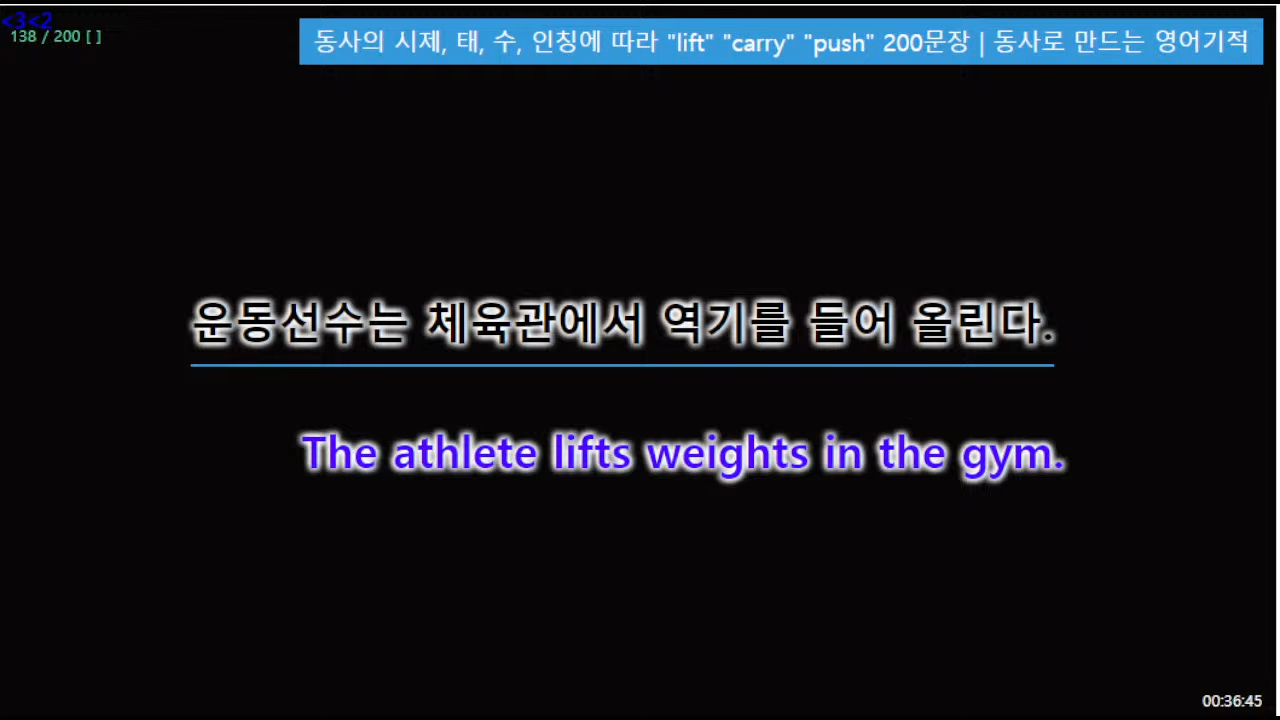 <3<2
138 / 200 [ ]
동사의 시제, 태, 수, 인칭에 따라 "lift" "carry" "push" 200문장 | 동사로 만드는 영어기적
운동선수는 체육관에서 역기를 들어 올린다.
The athlete lifts weights in the gym.
00:36:45